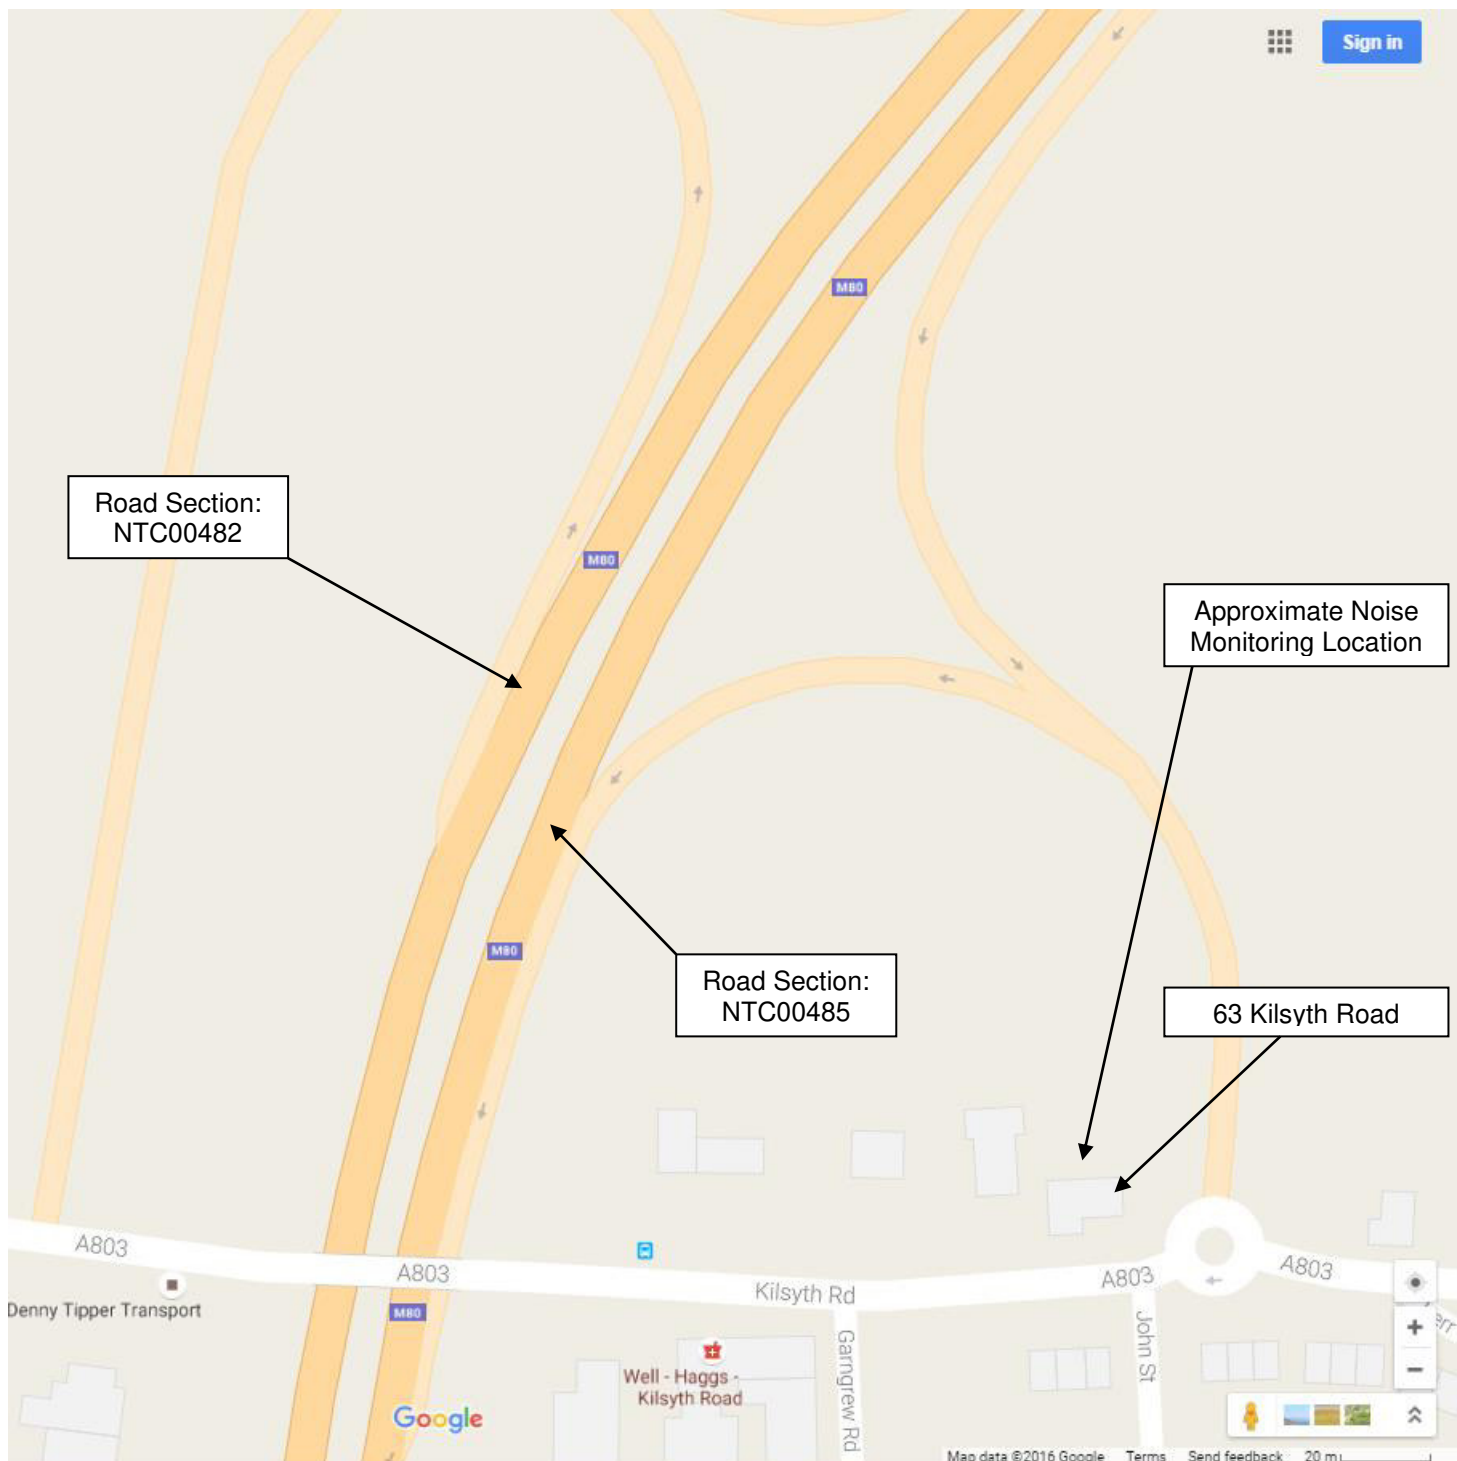 Sign in
M80
Road Section:
NTC00482
M80
Approximate Noise
Monitoring Location
M80
Road Section:
NTC00485
63 Kilsyth Road
A803
A803
Kilsyth Rd
A803
A803
Denny Tipper Transport
M80
John St
Garngrew Rd
Well - Haggs -
Kilsyth Road
Google
Map data ©2016 Google Terms Send feedback 20 m